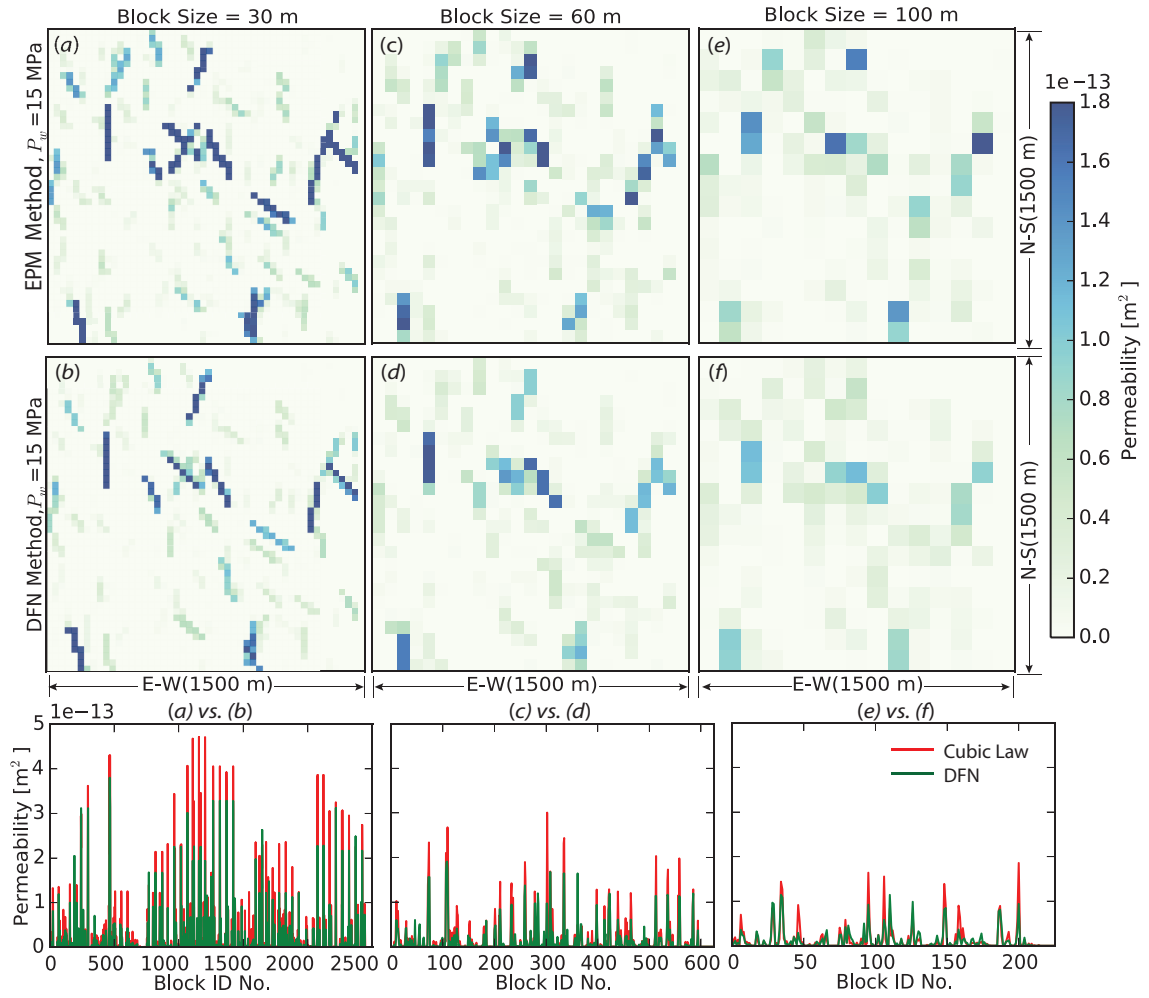 Block Size = 30 m
Block Size = 60 m
Block Size = 100 m
(a)
(c)
(e)
EPM Method, Pw =15 MPa
N-S(1500 m)
1e−13
1.8
1.6
1.4
1.2
1.0
0.8
0.6
0.4
0.2
0.0
Permeability [m²]
(b)
(d)
(f)
DFN Method, Pw =15 MPa
N-S(1500 m)
E-W(1500 m)
E-W(1500 m)
E-W(1500 m)
1e−13
(a) vs. (b)
(c) vs. (d)
(e) vs. (f)
Permeability [m²]
5
4
3
2
1
0
Cubic Law
DFN
0 500 1000 1500 2000 2500
0 100 200 300 400 500 600
0 50 100 150 200
Block ID No.
Block ID No.
Block ID No.